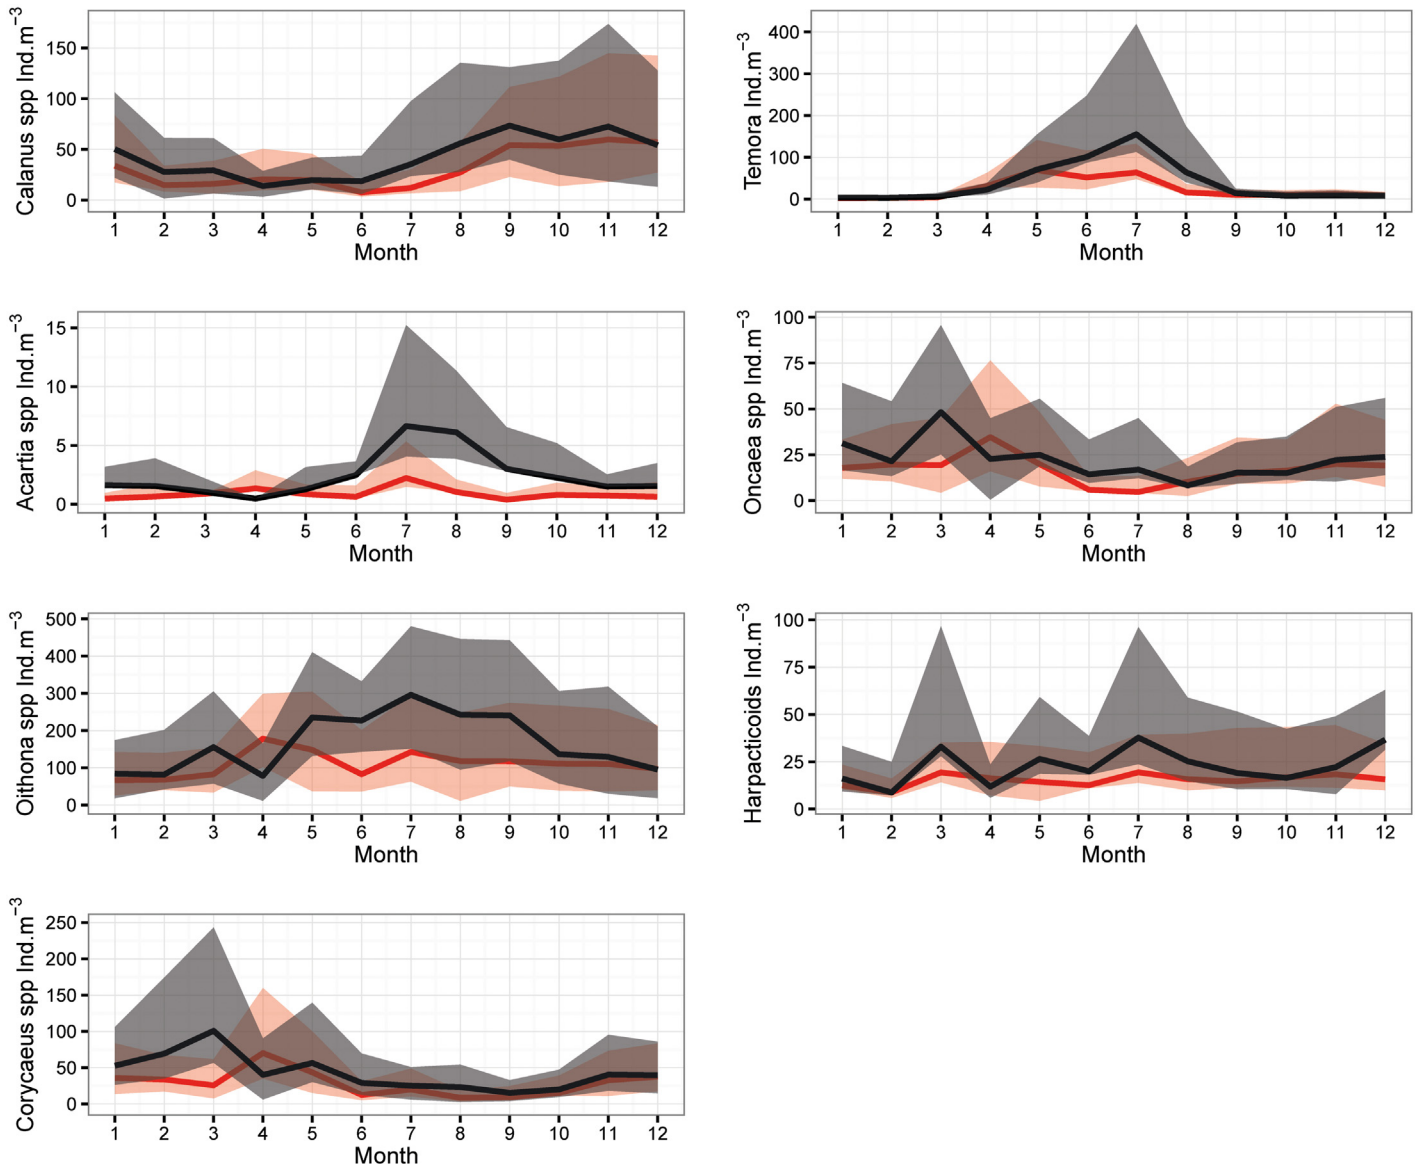 Calanus spp Ind.m⁻³
150
100
50
0
1 2 3 4 5 6 7 8 9 10 11 12
Month
Temora Ind.m⁻³
400
300
200
100
0
1 2 3 4 5 6 7 8 9 10 11 12
Month
Acartia spp Ind.m⁻³
15
10
5
0
1 2 3 4 5 6 7 8 9 10 11 12
Month
Oncaea spp Ind.m⁻³
100
75
50
25
0
1 2 3 4 5 6 7 8 9 10 11 12
Month
Oithona spp Ind.m⁻³
500
400
300
200
100
0
1 2 3 4 5 6 7 8 9 10 11 12
Month
Harpacticoids Ind.m⁻³
100
75
50
25
0
1 2 3 4 5 6 7 8 9 10 11 12
Month
Corycaeus spp Ind.m⁻³
250
200
150
100
50
0
1 2 3 4 5 6 7 8 9 10 11 12
Month